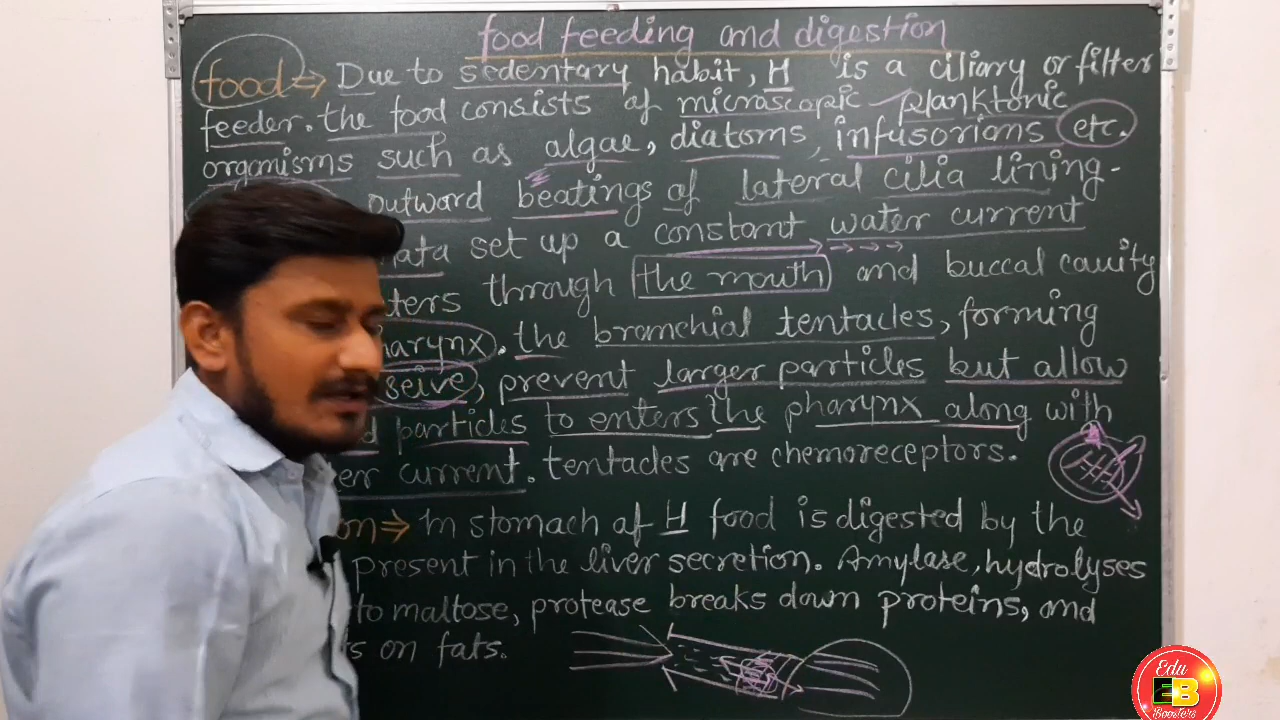 food feeding and digestion
food ⇒ Due to sedentary habit, H is a ciliary or filter
feeder. the food consists of microscopic planktonic
organisms such as algae, diatoms, infusorians etc.
outward beatings of lateral cilia lining-
ata set up a constant water current
ters through the mouth and buccal cavity
harynx. the branchial tentacles, forming
seive, prevent larger particles but allow
d particles to enters the pharynx along with
er current. tentacles are chemoreceptors.
on ⇒ In stomach of H food is digested by the
present in the liver secretion. Amylase, hydrolyses
to maltose, protease breaks down proteins, and
ts on fats.
Edu
EB
Boosters